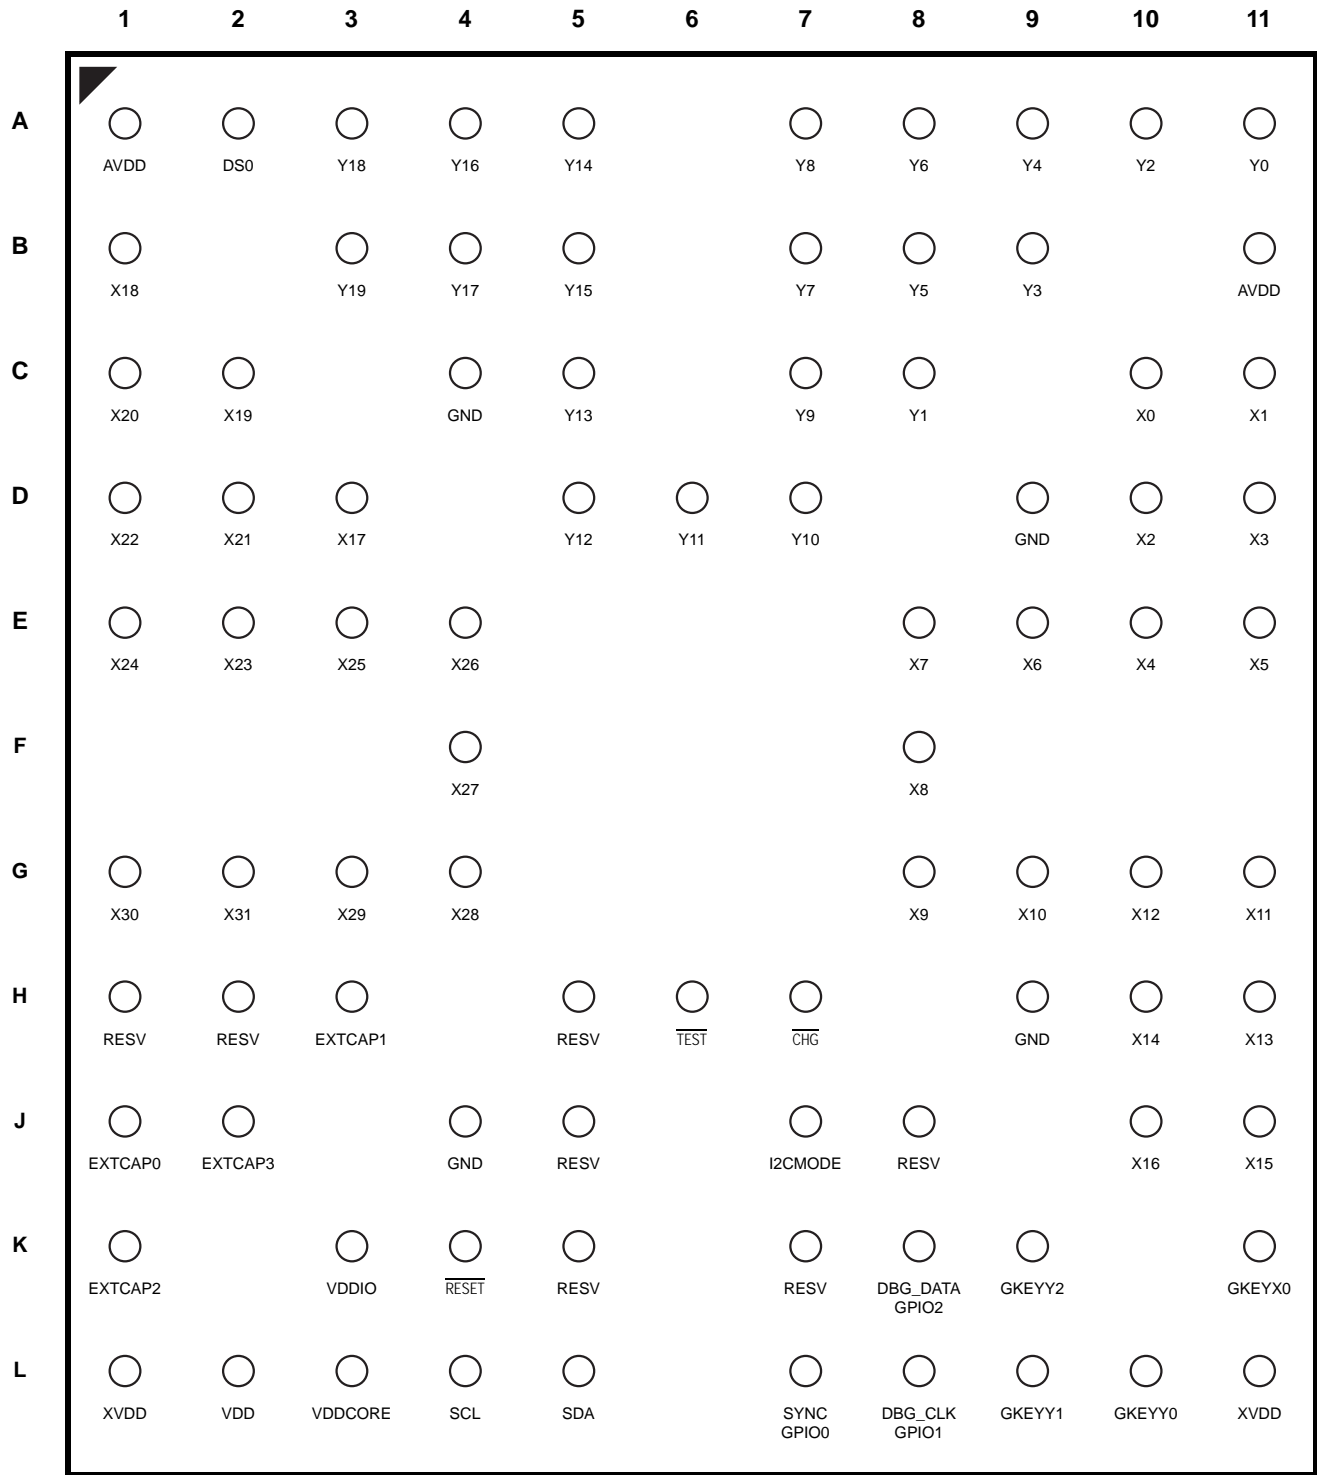 1 2 3 4 5 6 7 8 9 10 11
A
AVDD DS0 Y18 Y16 Y14 Y8 Y6 Y4 Y2 Y0
B
X18 Y19 Y17 Y15 Y7 Y5 Y3 AVDD
C
X20 X19 GND Y13 Y9 Y1 X0 X1
D
X22 X21 X17 Y12 Y11 Y10 GND X2 X3
E
X24 X23 X25 X26 X7 X6 X4 X5
F
X27 X8
G
X30 X31 X29 X28 X9 X10 X12 X11
H
RESV RESV EXTCAP1 RESV TEST CHG GND X14 X13
J
EXTCAP0 EXTCAP3 GND RESV I2CMODE RESV X16 X15
K
EXTCAP2 VDDIO RESET RESV RESV DBG_DATA GKEYY2 GKEYX0
GPIO2
L
XVDD VDD VDDCORE SCL SDA SYNC DBG_CLK GKEYY1 GKEYY0 XVDD
GPIO0 GPIO1